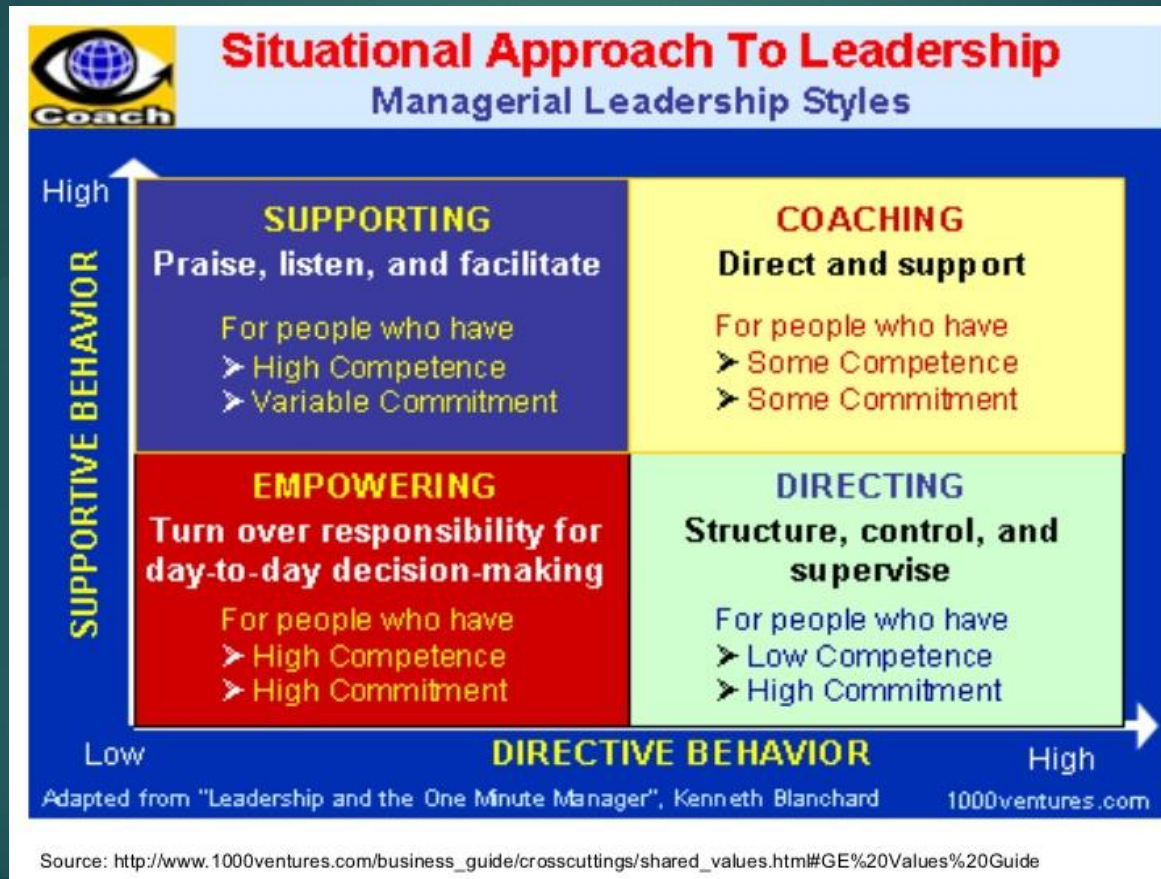 Coach
Situational Approach To Leadership
Managerial Leadership Styles
High
SUPPORTIVE BEHAVIOR
SUPPORTING
Praise, listen, and facilitate
For people who have
➢ High Competence
➢ Variable Commitment
COACHING
Direct and support
For people who have
➢ Some Competence
➢ Some Commitment
EMPOWERING
Turn over responsibility for
day-to-day decision-making
For people who have
➢ High Competence
➢ High Commitment
DIRECTING
Structure, control, and
supervise
For people who have
➢ Low Competence
➢ High Commitment
Low
DIRECTIVE BEHAVIOR
High
Adapted from "Leadership and the One Minute Manager", Kenneth Blanchard
1000ventures.com
Source: http://www.1000ventures.com/business_guide/crosscuttings/shared_values.html#GE%20Values%20Guide